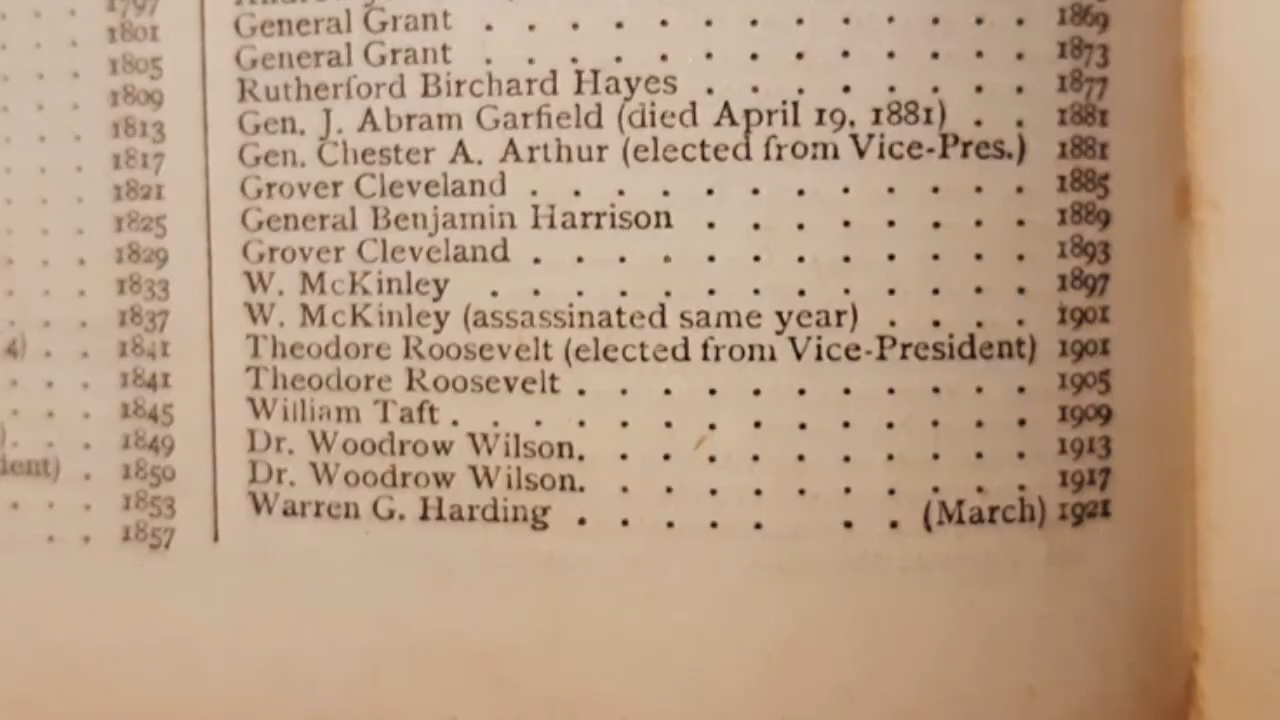 1797
1801
1805
1809
1813
1817
1821
1825
1829
1833
1837
4) . . 1841
1841
1845
). . . 1849
dent) . 1850
1853
1857
General Grant . . . . . . . . . . . . . 1869
General Grant . . . . . . . . . . . . . 1873
Rutherford Birchard Hayes . . . . . . . . 1877
Gen. J. Abram Garfield (died April 19, 1881) . . 1881
Gen. Chester A. Arthur (elected from Vice-Pres.) 1881
Grover Cleveland . . . . . . . . . . . . 1885
General Benjamin Harrison . . . . . . . . 1889
Grover Cleveland . . . . . . . . . . . . 1893
W. McKinley . . . . . . . . . . . . . 1897
W. McKinley (assassinated same year) . . . . 1901
Theodore Roosevelt (elected from Vice-President) 1901
Theodore Roosevelt . . . . . . . . . . . 1905
William Taft . . . . . . . . . . . . . . 1909
Dr. Woodrow Wilson. . . . . . . . . . . 1913
Dr. Woodrow Wilson. . . . . . . . . . . 1917
Warren G. Harding . . . . . . . . (March) 1921